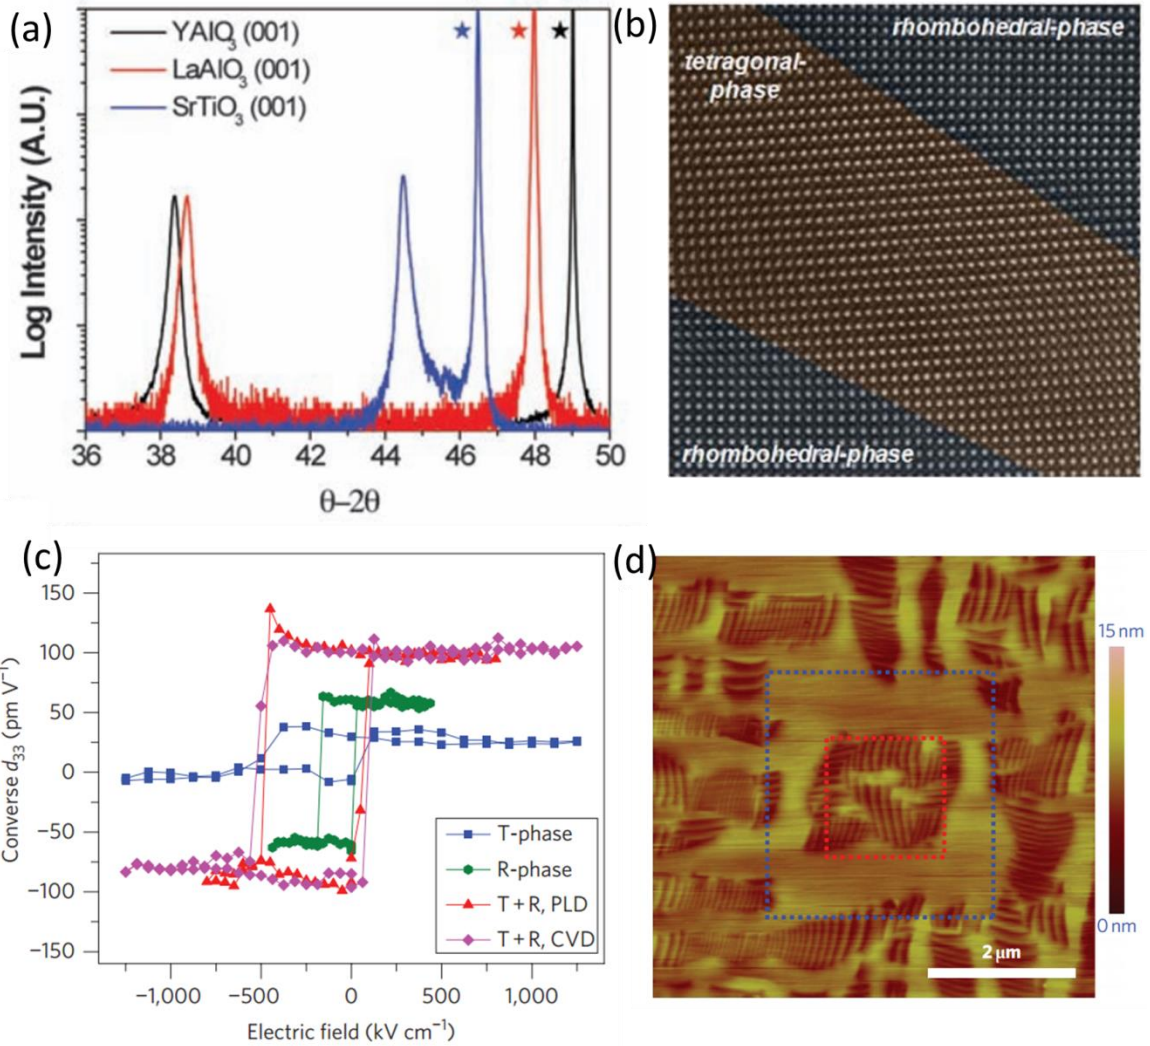 (a)
YAlO₃ (001)
LaAlO₃ (001)
SrTiO₃ (001)
Log Intensity (A.U.)
36 38 40 42 44 46 48 50
θ–2θ
(b)
rhombohedral-phase
tetragonal-
phase
rhombohedral-phase
(c)
Converse d₃₃ (pm V⁻¹)
150
100
50
0
−50
−100
−150
T-phase
R-phase
T + R, PLD
T + R, CVD
−1,000 −500 0 500 1,000
Electric field (kV cm⁻¹)
(d)
15 nm
0 nm
2 μm